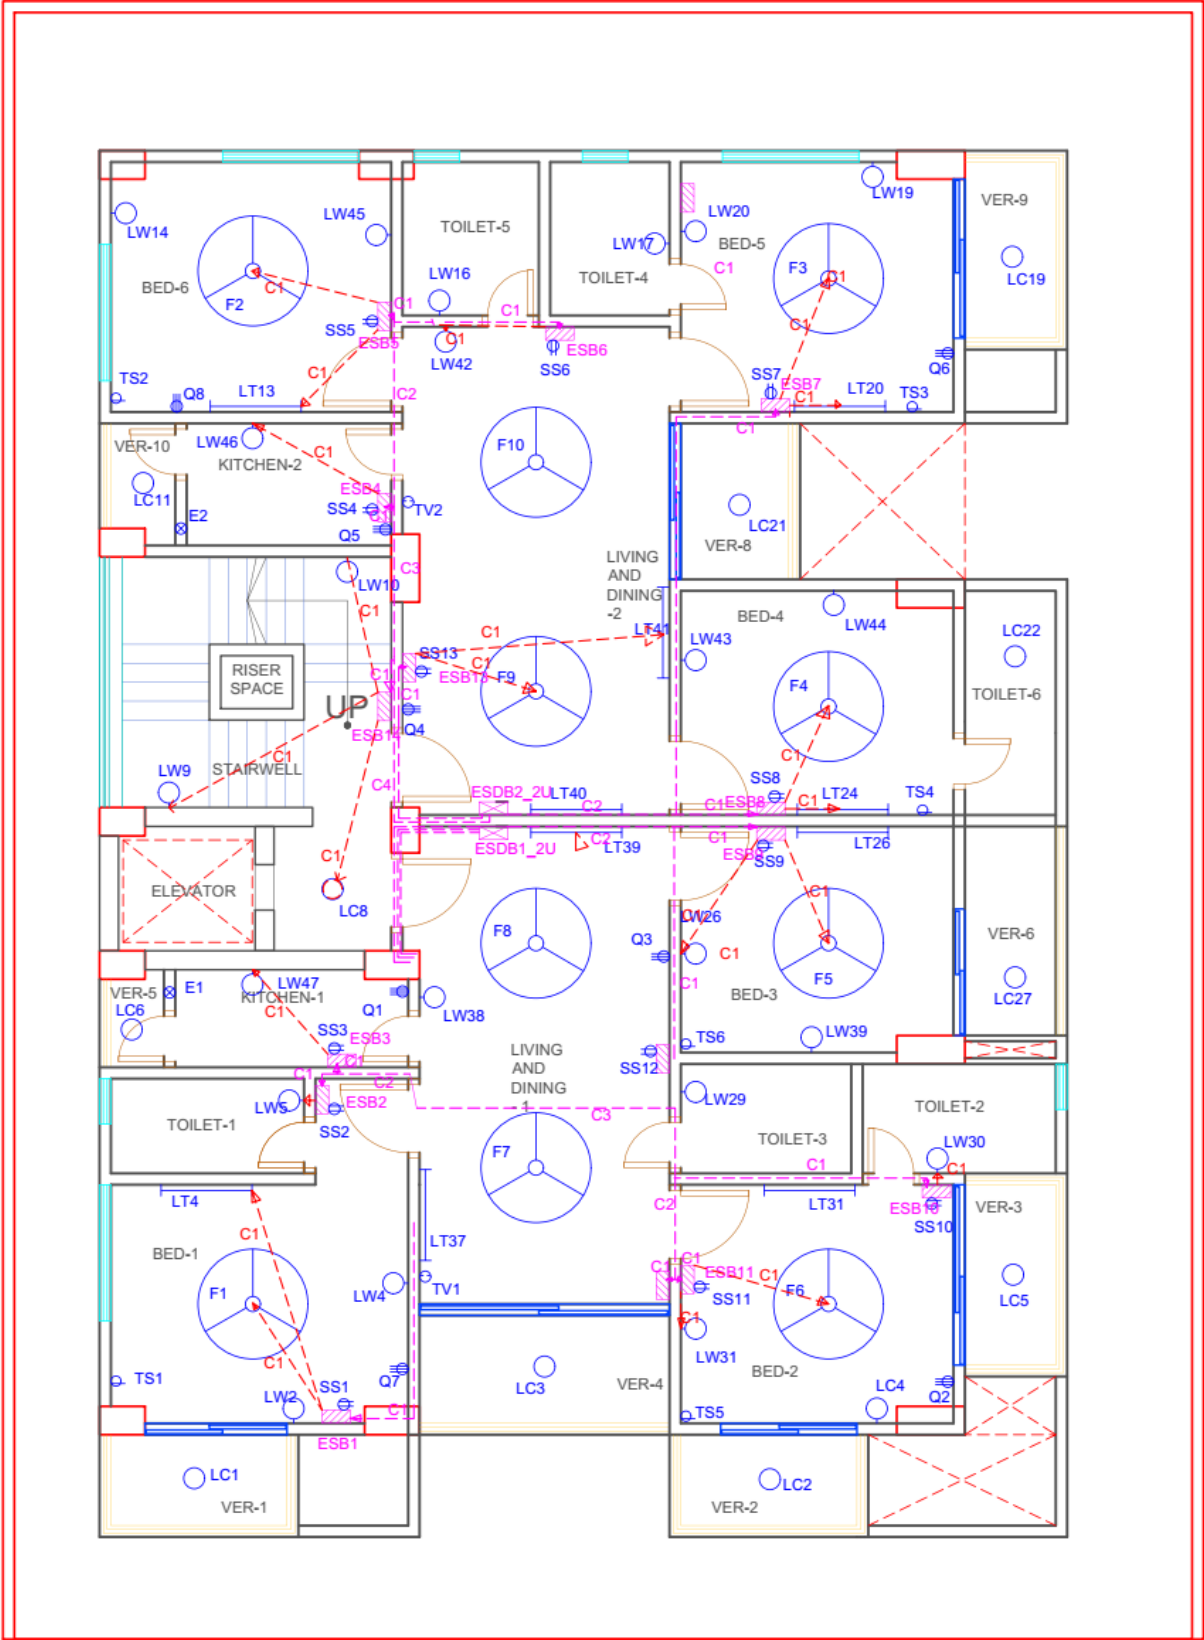 VER-9
LW19
LW45
LW20
LW14
TOILET-5
LW17
BED-5
C1
F3
C1
LC19
TOILET-4
BED-6
C1
LW16
F2
C1
C1
C1
SS5
ESB5
C1
LW42
ESB6
SS6
Q6
TS2
Q8
LT13
C1
C2
SS7
ESB7
LT20
TS3
C1
C1
VER-10
LW46
KITCHEN-2
C1
F10
LC11
ESB4
SS4
C1
TV2
E2
Q5
LC21
VER-8
LIVING
AND
DINING
-2
C3
LW10
C1
BED-4
LW44
LC22
C1
LT41
LW43
SS13
C1
ESB13
F9
F4
TOILET-6
RISER
SPACE
UP
C1
C1
Q4
ESB14
C1
STAIRWELL
LW9
C4
C1
SS8
ESDB2_2U
LT40
C2
C1
ESB8
C1
LT24
TS4
ESDB1_2U
C2
LT39
C1
ESB9
SS9
LT26
C1
ELEVATOR
LC8
C1
LW26
F8
Q3
C1
F5
VER-6
LC27
C1
BED-3
VER-5
E1
LW47
KITCHEN-1
Q1
LW38
LC6
C1
SS3
ESB3
LW39
TS6
SS12
LIVING
AND
DINING
-1
C1
C1
C2
LW5
ESB2
SS2
C3
LW29
TOILET-2
TOILET-1
TOILET-3
LW30
F7
C1
C1
LT4
C2
LT31
ESB10
SS10
VER-3
C1
BED-1
LT37
F1
LW4
TV1
C1
C1
ESB11
SS11
C1
F6
LC5
C1
LW31
C1
TS1
Q7
LC3
VER-4
BED-2
Q2
LW2
SS1
C1
TS5
LC4
ESB1
LC1
VER-1
VER-2
LC2